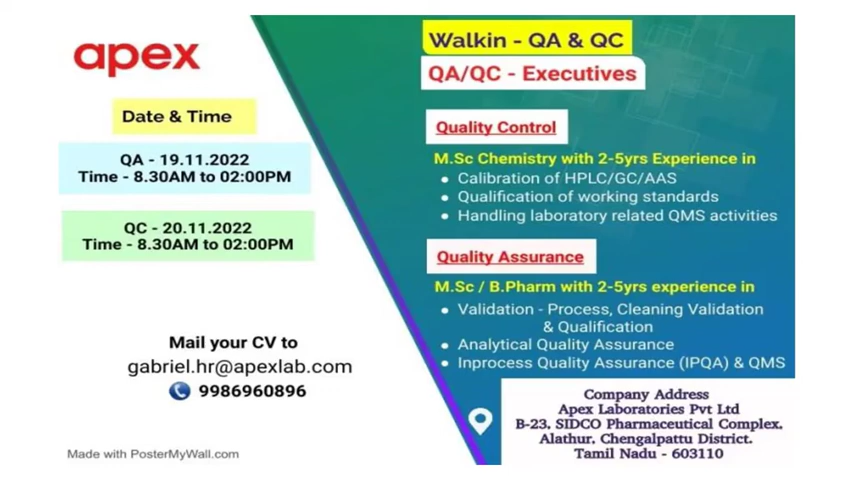 apex
Date & Time
QA - 19.11.2022
Time - 8.30AM to 02:00PM
QC - 20.11.2022
Time - 8.30AM to 02:00PM
Mail your CV to
gabriel.hr@apexlab.com
9986960896
Made with PosterMyWall.com
Walkin - QA & QC
QA/QC - Executives
Quality Control
M.Sc Chemistry with 2-5yrs Experience in
• Calibration of HPLC/GC/AAS
• Qualification of working standards
• Handling laboratory related QMS activities
Quality Assurance
M.Sc / B.Pharm with 2-5yrs experience in
• Validation - Process, Cleaning Validation
& Qualification
• Analytical Quality Assurance
• Inprocess Quality Assurance (IPQA) & QMS
Company Address
Apex Laboratories Pvt Ltd
B-23, SIDCO Pharmaceutical Complex,
Alathur, Chengalpattu District.
Tamil Nadu - 603110